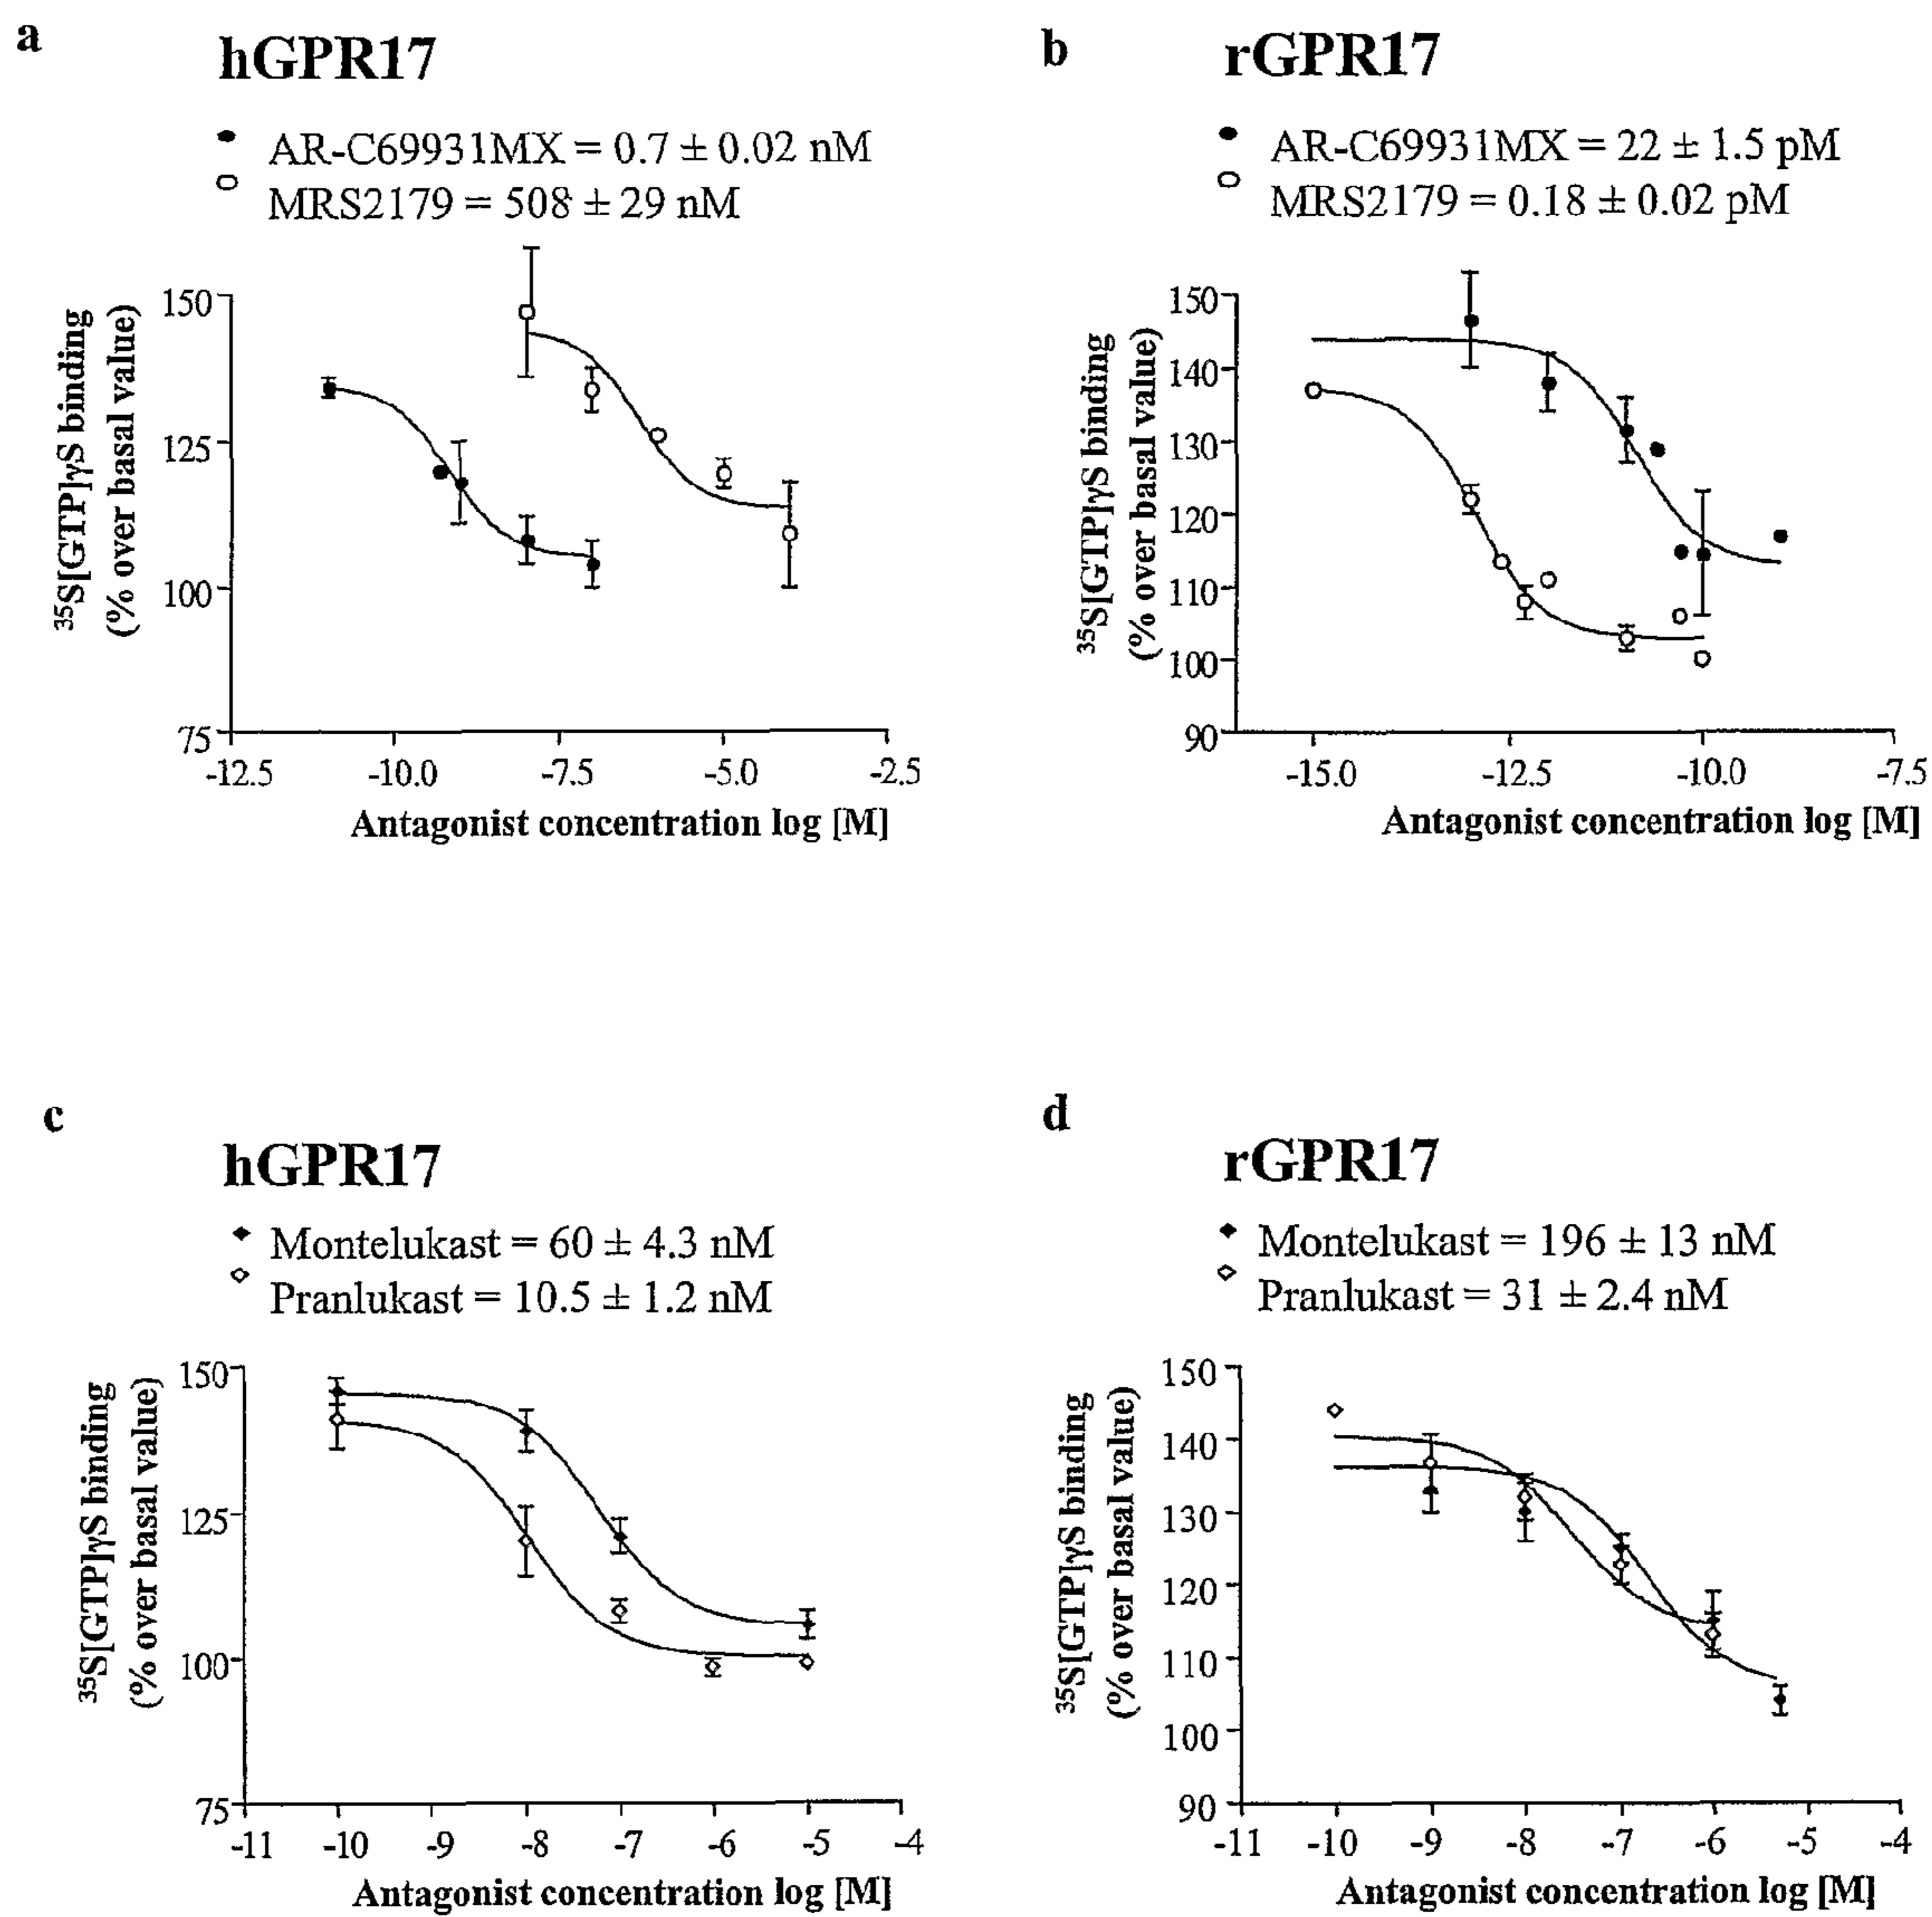 a
hGPR17
AR-C69931MX = 0.7 ± 0.02 nM
MRS2179 = 508 ± 29 nM
150
125
100
75
-12.5
-10.0
-7.5
-5.0
-2.5
³⁵S[GTP]γS binding
(% over basal value)
Antagonist concentration log [M]
b
rGPR17
AR-C69931MX = 22 ± 1.5 pM
MRS2179 = 0.18 ± 0.02 pM
150
140
130
120
110
100
90
-15.0
-12.5
-10.0
-7.5
³⁵S[GTP]γS binding
(% over basal value)
Antagonist concentration log [M]
c
hGPR17
Montelukast = 60 ± 4.3 nM
Pranlukast = 10.5 ± 1.2 nM
150
125
100
75
-11
-10
-9
-8
-7
-6
-5
-4
³⁵S[GTP]γS binding
(% over basal value)
Antagonist concentration log [M]
d
rGPR17
Montelukast = 196 ± 13 nM
Pranlukast = 31 ± 2.4 nM
150
140
130
120
110
100
90
-11
-10
-9
-8
-7
-6
-5
-4
³⁵S[GTP]γS binding
(% over basal value)
Antagonist concentration log [M]